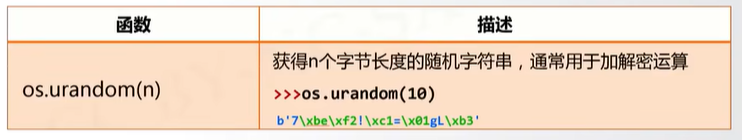 函数 描述
获得n个字节长度的随机字符串，通常用于加解密运算
os.urandom(n) >>>os.urandom(10)
b'7\xbe\xf2!\xc1=\x01gL\xb3'